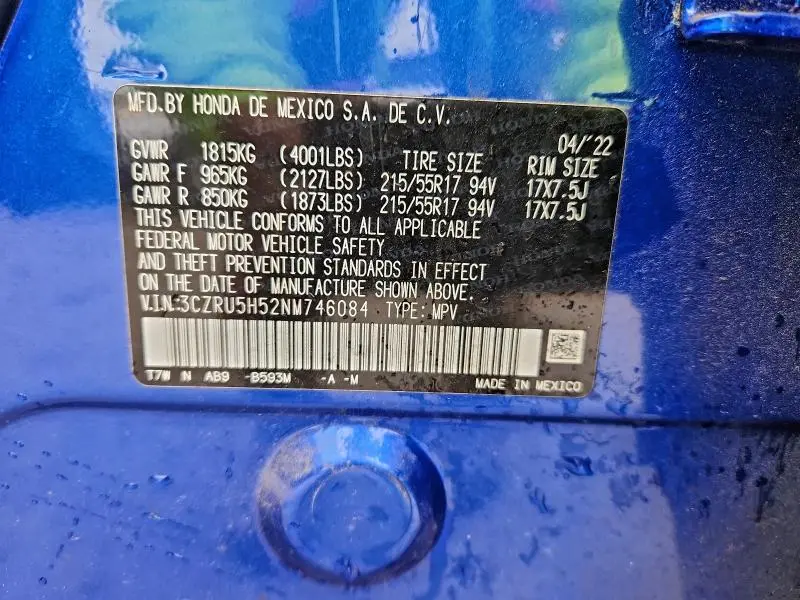 MFD.BY HONDA DE MEXICO S.A. DE C.V.
04/'22
GVWR 1815KG (4001LBS) TIRE SIZE RIM SIZE
GAWR F 965KG (2127LBS) 215/55R17 94V 17X7.5J
GAWR R 850KG (1873LBS) 215/55R17 94V 17X7.5J
THIS VEHICLE CONFORMS TO ALL APPLICABLE
FEDERAL MOTOR VEHICLE SAFETY
AND THEFT PREVENTION STANDARDS IN EFFECT
ON THE DATE OF MANUFACTURE SHOWN ABOVE.
V.I.N:3CZRU5H52NM746084 TYPE:MPV
T7W N AB9 -B593M -A -M MADE IN MEXICO